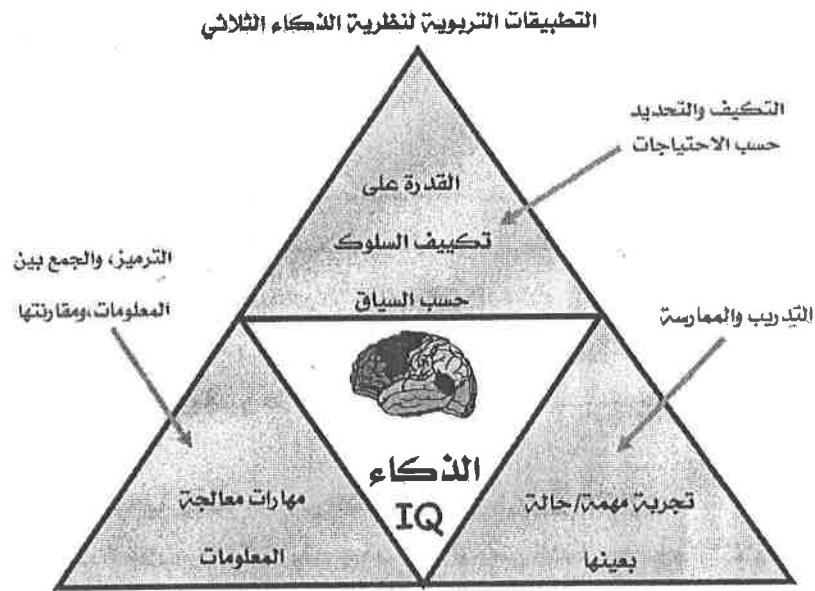 التطبيقات التربوية لنظرية الذكاء الثلاثي
التكيف والتحديد
حسب الاحتياجات
القدرة على
تكييف السلوك
حسب السياق
الترميز، والجمع بين
المعلومات،ومقارنتها
التدريب والممارسة
الذكاء
IQ
مهارات معالجة
المعلومات
تجربة مهمة/حالة
بعينها